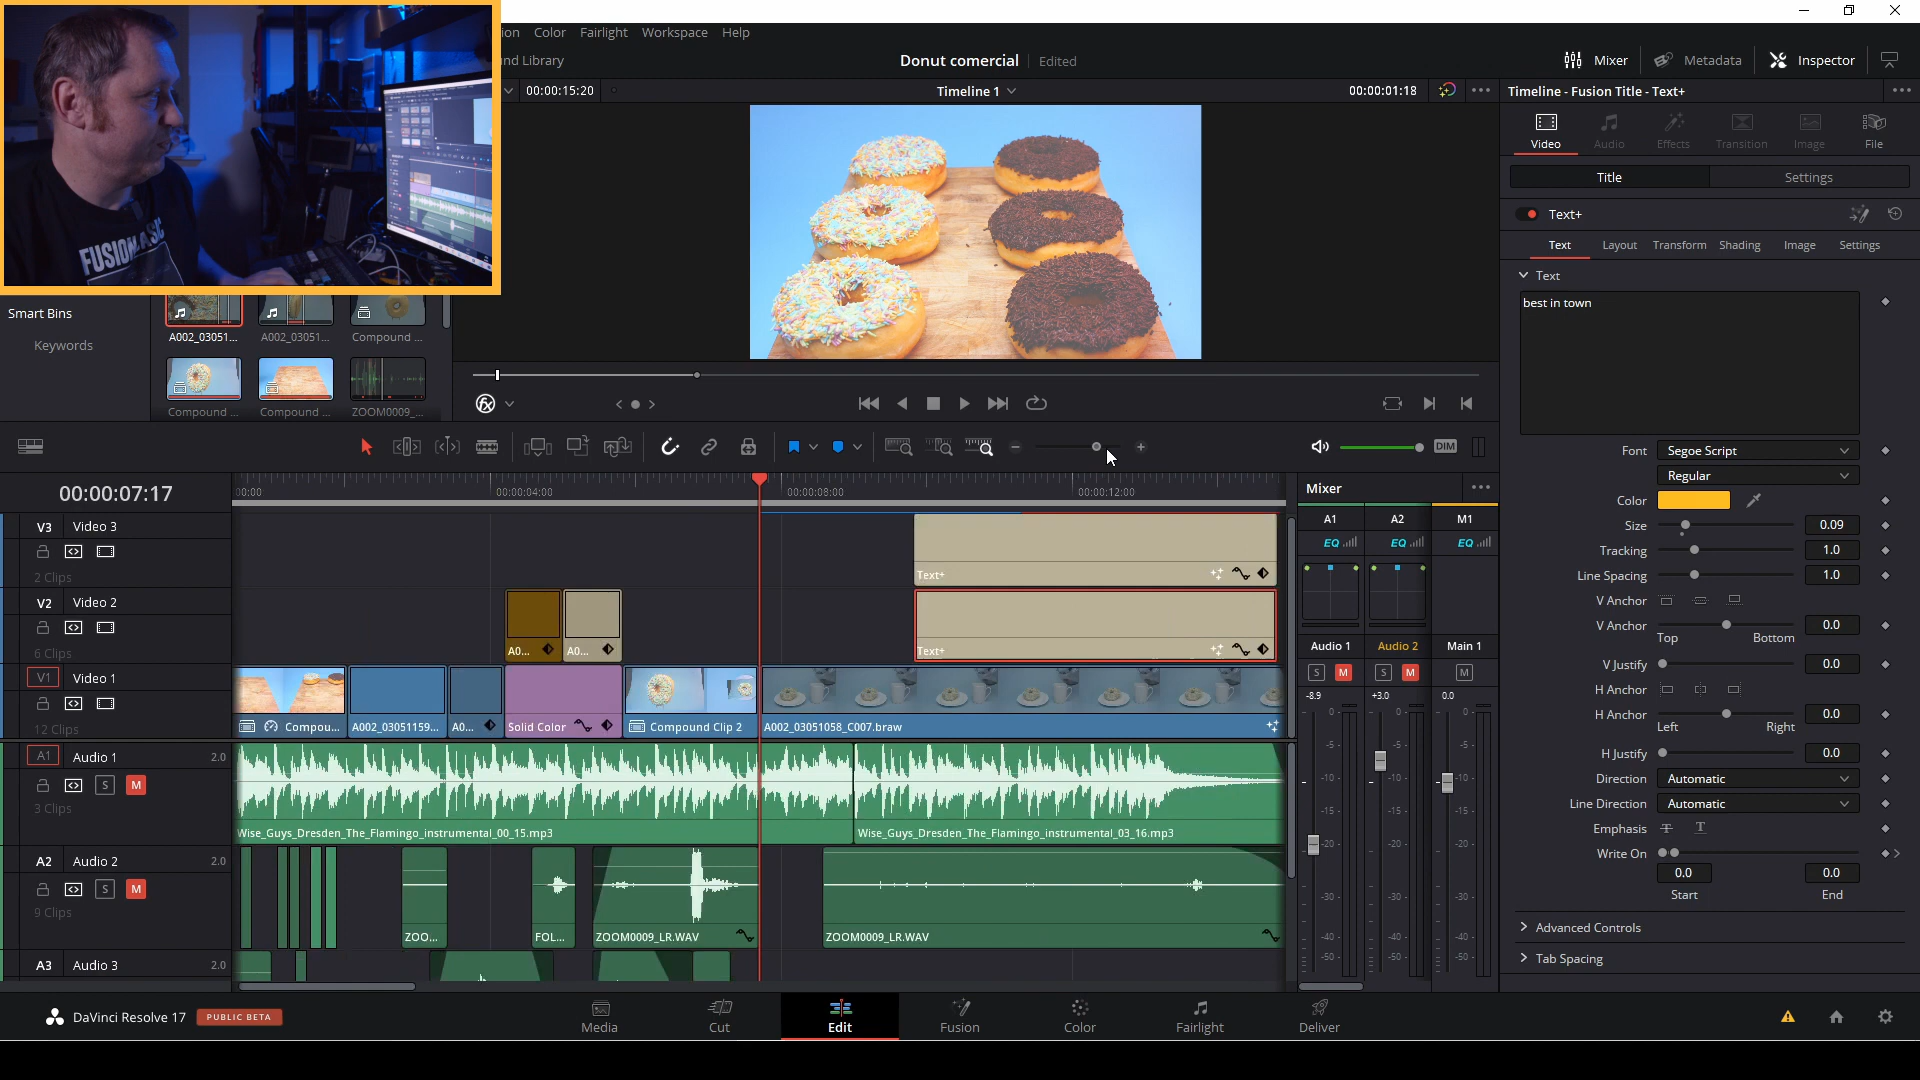 FUSION
ion Color Fairlight Workspace Help
nd Library
Donut comercial Edited
Mixer Metadata Inspector
00:00:15:20
Timeline 1
00:00:01:18
Timeline - Fusion Title - Text+
Video Audio Effects Transition Image File
Title Settings
Text+
Text Layout Transform Shading Image Settings
Text
best in town
Smart Bins
Keywords
A002_03051... A002_03051... Compound ...
Compound ... Compound ... ZOOM0009_...
DIM
00:00:07:17
00:00 00:00:04:00 00:00:08:00 00:00:12:00
V3 Video 3
2 Clips
Text+
V2 Video 2
6 Clips
A0... A0... Text+
V1 Video 1
12 Clips
Compou... A002_03051159... A0... Solid Color Compound Clip 2 A002_03051058_C007.braw
A1 Audio 1 2.0
S M
3 Clips
Wise_Guys_Dresden_The_Flamingo_instrumental_00_15.mp3 Wise_Guys_Dresden_The_Flamingo_instrumental_03_16.mp3
A2 Audio 2 2.0
S M
9 Clips
ZOO... FOL... ZOOM0009_LR.WAV ZOOM0009_LR.WAV
A3 Audio 3 2.0
Mixer
A1 A2 M1
EQ EQ EQ
Audio 1 Audio 2 Main 1
S M S M M
-8.9 +3.0 0.0
0- 0- 0-
-5- -5- -5-
-10- -10- -10-
-15- -15- -15-
-20- -20- -20-
-30- -30- -30-
-40- -40- -40-
-50- -50- -50-
Font Segoe Script
Regular
Color
Size 0.09
Tracking 1.0
Line Spacing 1.0
V Anchor
V Anchor 0.0
Top Bottom
V Justify 0.0
H Anchor
H Anchor 0.0
Left Right
H Justify 0.0
Direction Automatic
Line Direction Automatic
Emphasis T T
Write On
0.0 0.0
Start End
Advanced Controls
Tab Spacing
DaVinci Resolve 17 PUBLIC BETA
Media Cut Edit Fusion Color Fairlight Deliver